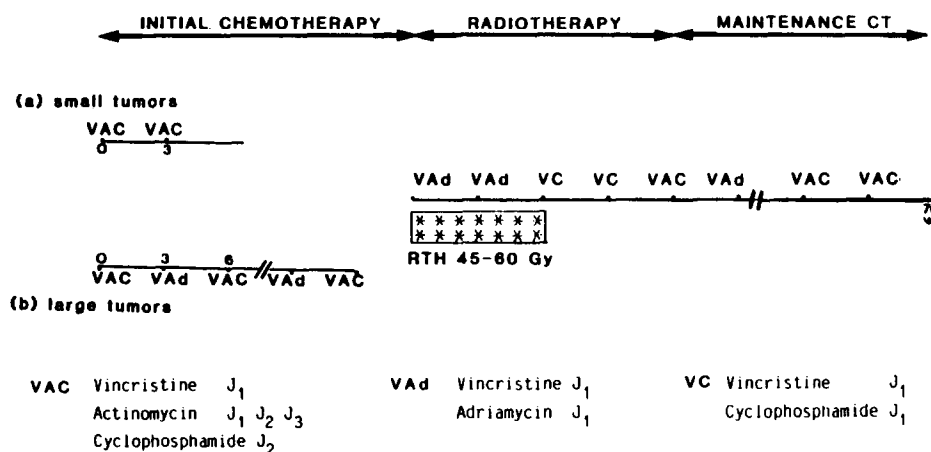 INITIAL CHEMOTHERAPY RADIOTHERAPY MAINTENANCE CT
(a) small tumors
VAC VAC
0 3
VAd VAd VC VC VAC VAd VAC VAC
RTH 45-60 Gy
0 3 6
VAC VAd VAC VAd VAC
(b) large tumors
VAC Vincristine J1 VAd Vincristine J1 VC Vincristine J1
Actinomycin J1 J2 J3 Adriamycin J1 Cyclophosphamide J1
Cyclophosphamide J2